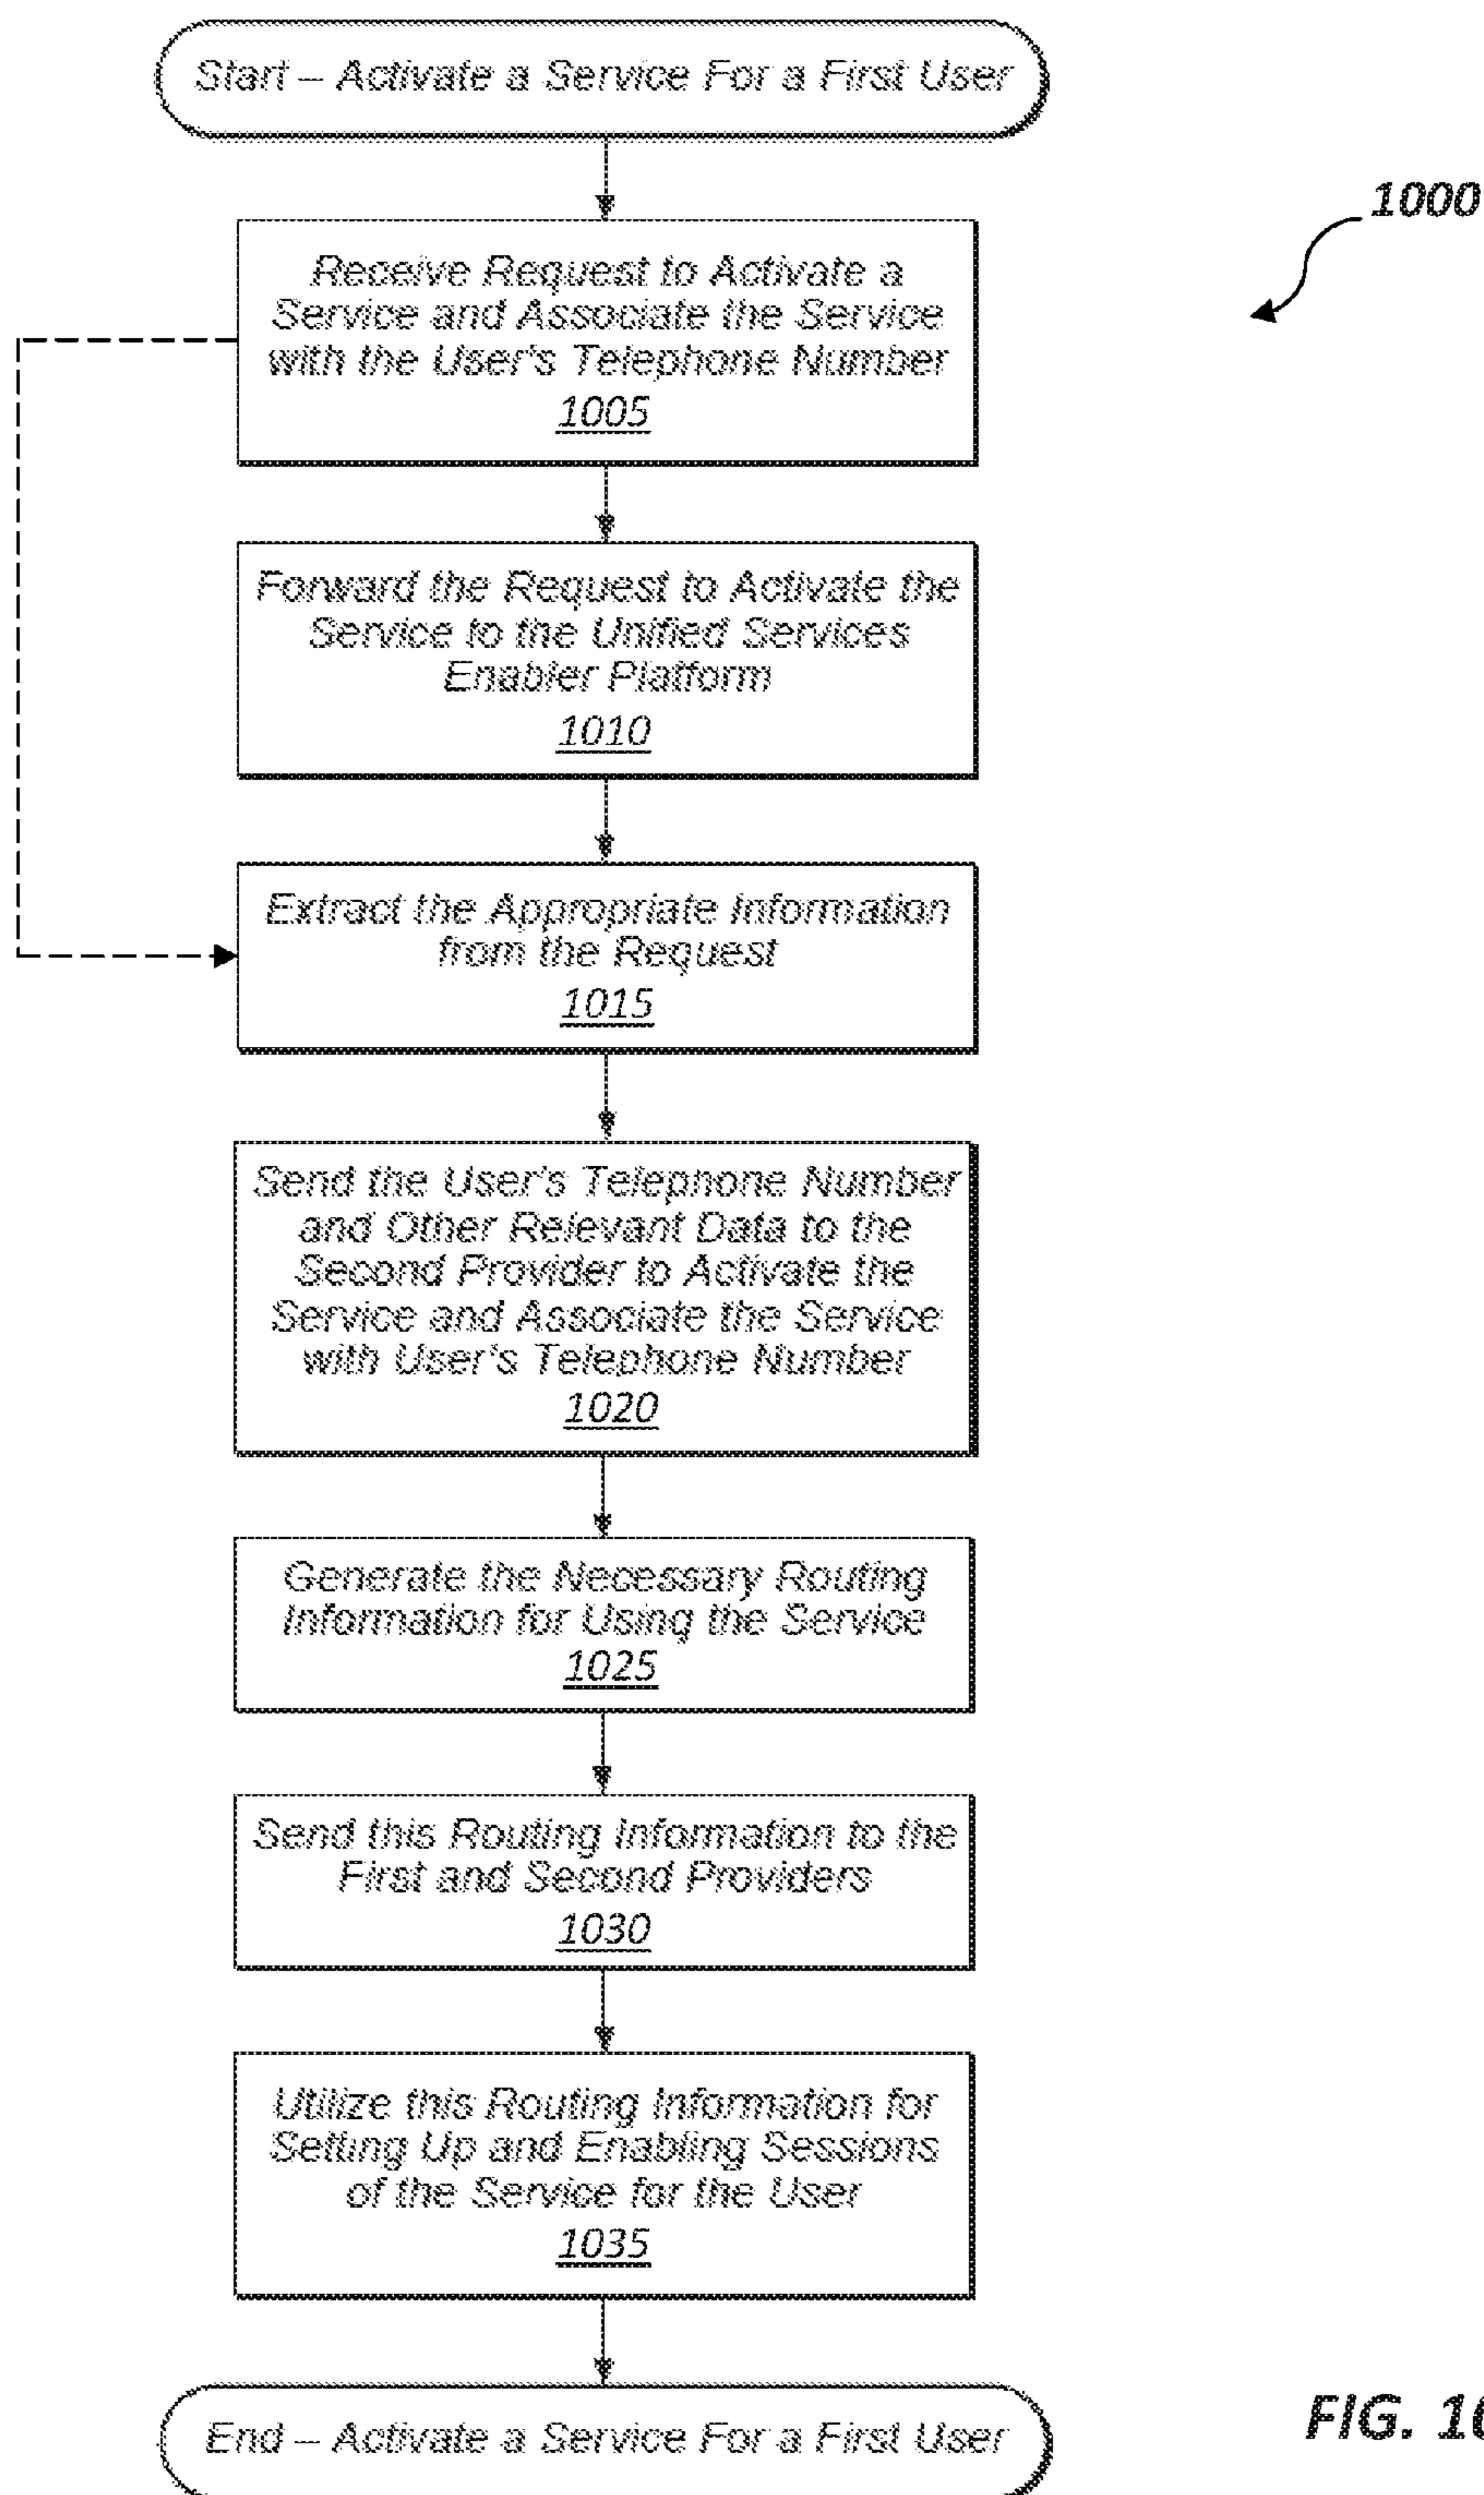 Start – Activate a Service For a First User
1000
Receive Request to Activate a
Service and Associate the Service
with the User's Telephone Number
1005
Forward the Request to Activate the
Service to the Unified Services
Enabler Platform
1010
Extract the Appropriate Information
from the Request
1015
Send the User's Telephone Number
and Other Relevant Data to the
Second Provider to Activate the
Service and Associate the Service
with User's Telephone Number
1020
Generate the Necessary Routing
Information for Using the Service
1025
Send this Routing Information to the
First and Second Providers
1030
Utilize this Routing Information for
Setting Up and Enabling Sessions
of the Service for the User
1035
End – Activate a Service For a First User
FIG. 10